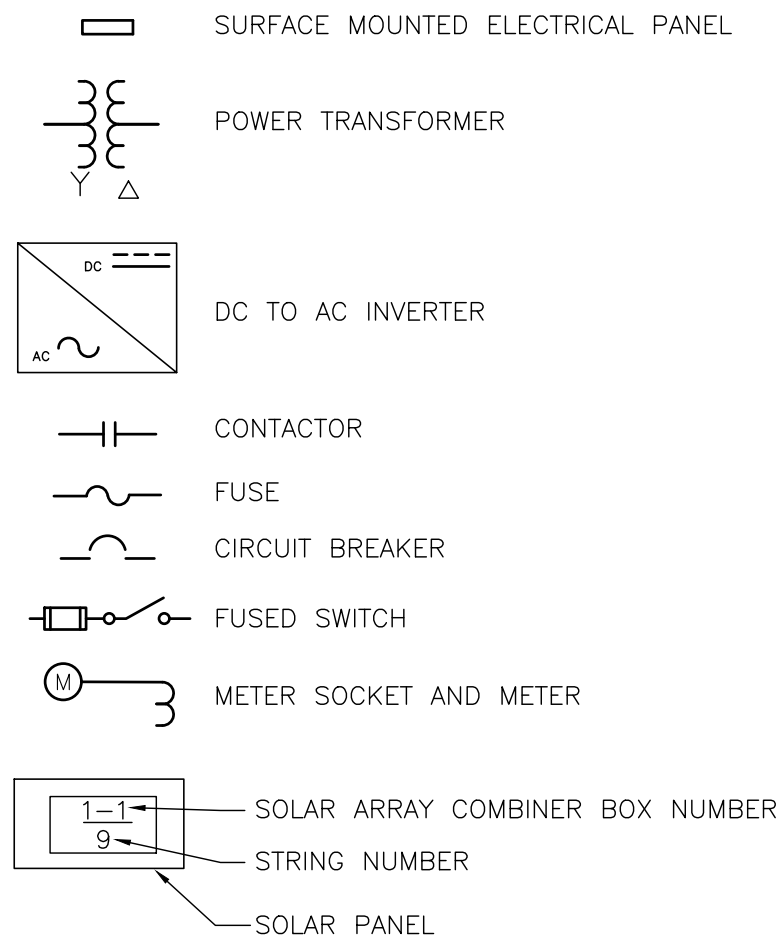 SURFACE MOUNTED ELECTRICAL PANEL
POWER TRANSFORMER
Y △
DC
DC TO AC INVERTER
AC
CONTACTOR
FUSE
CIRCUIT BREAKER
FUSED SWITCH
M
METER SOCKET AND METER
1-1
SOLAR ARRAY COMBINER BOX NUMBER
9
STRING NUMBER
SOLAR PANEL